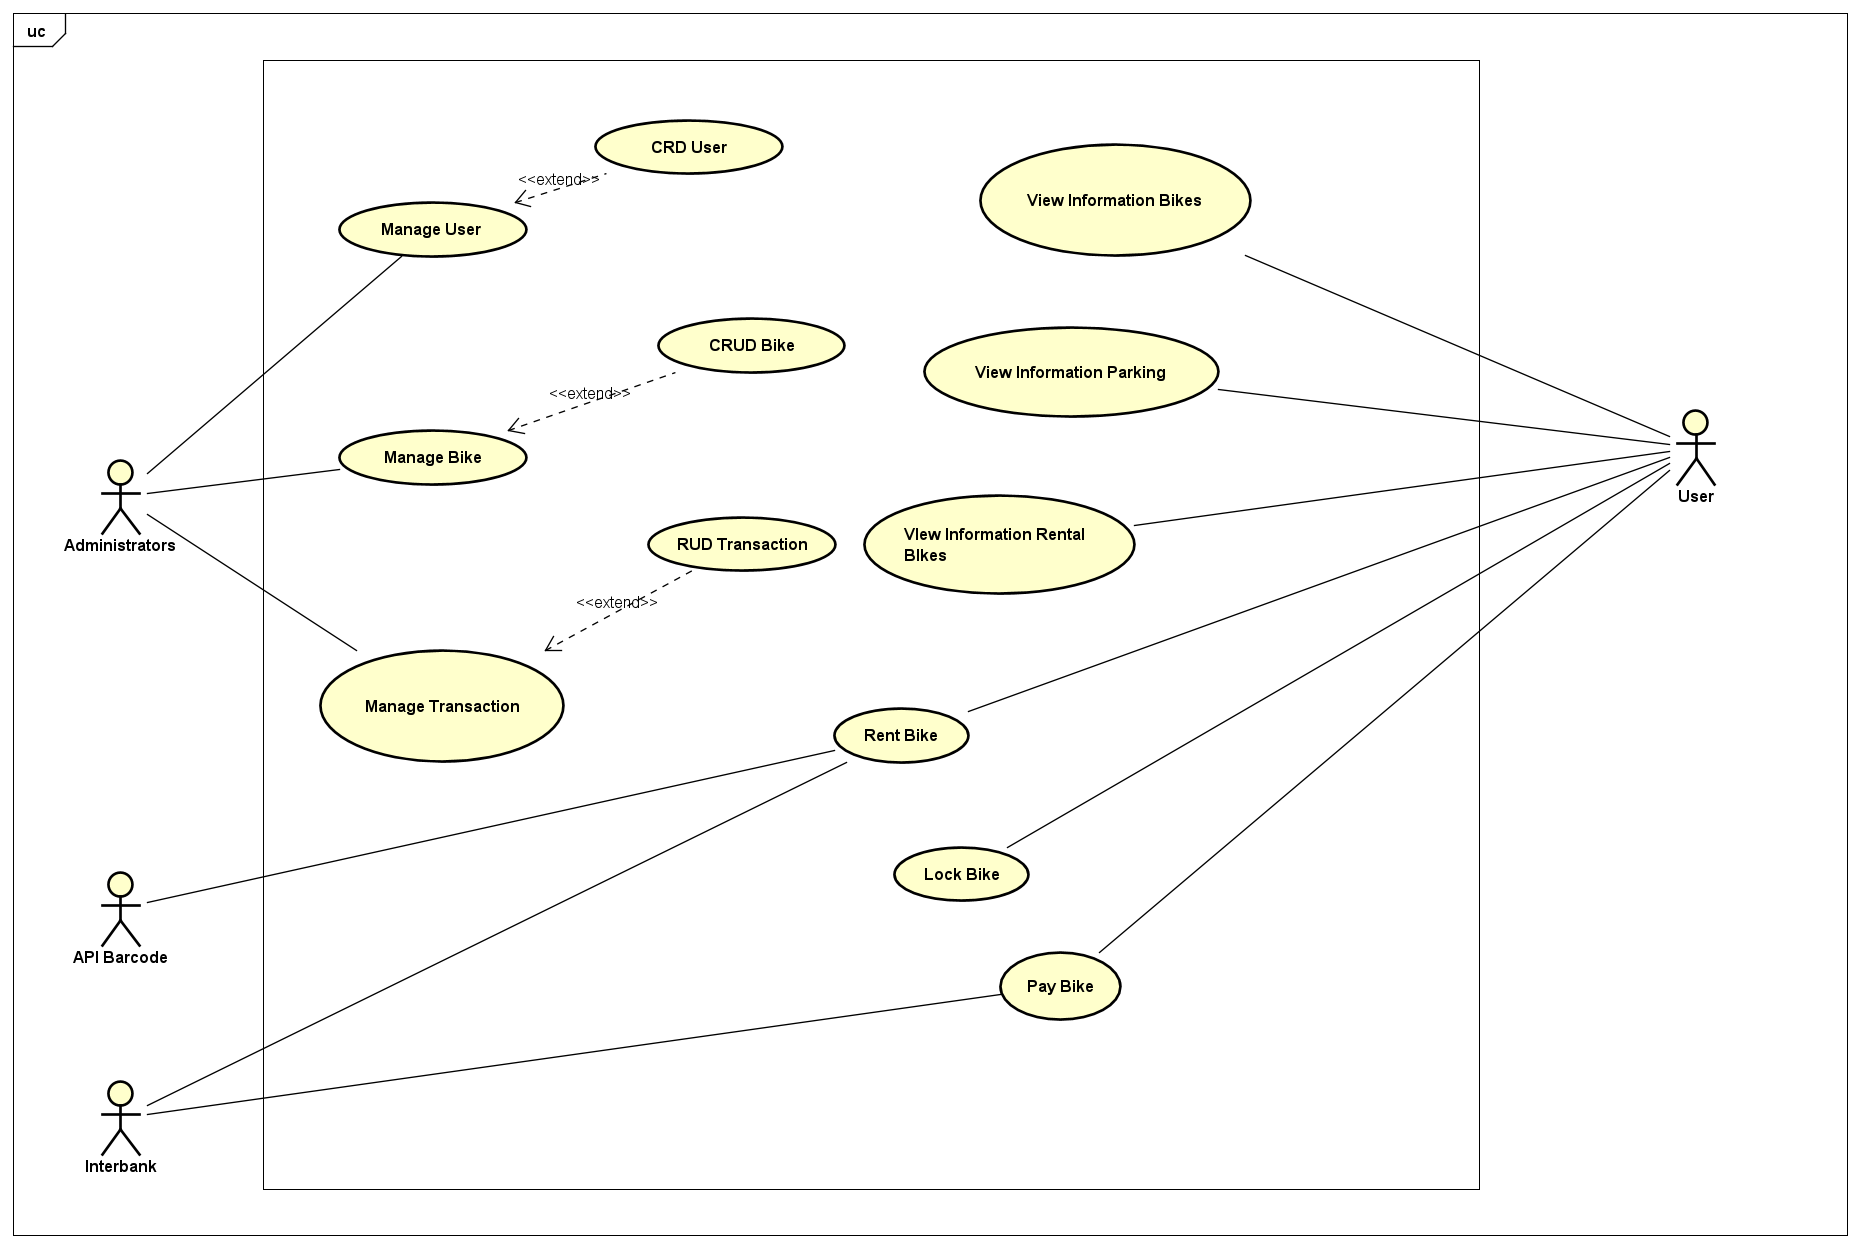 uc
CRD User
<<extend>>
View Information Bikes
Manage User
CRUD Bike
View Information Parking
<<extend>>
Manage Bike
User
VIew Information Rental
BIkes
RUD Transaction
Administrators
<<extend>>
Manage Transaction
Rent Bike
Lock Bike
API Barcode
Pay Bike
Interbank